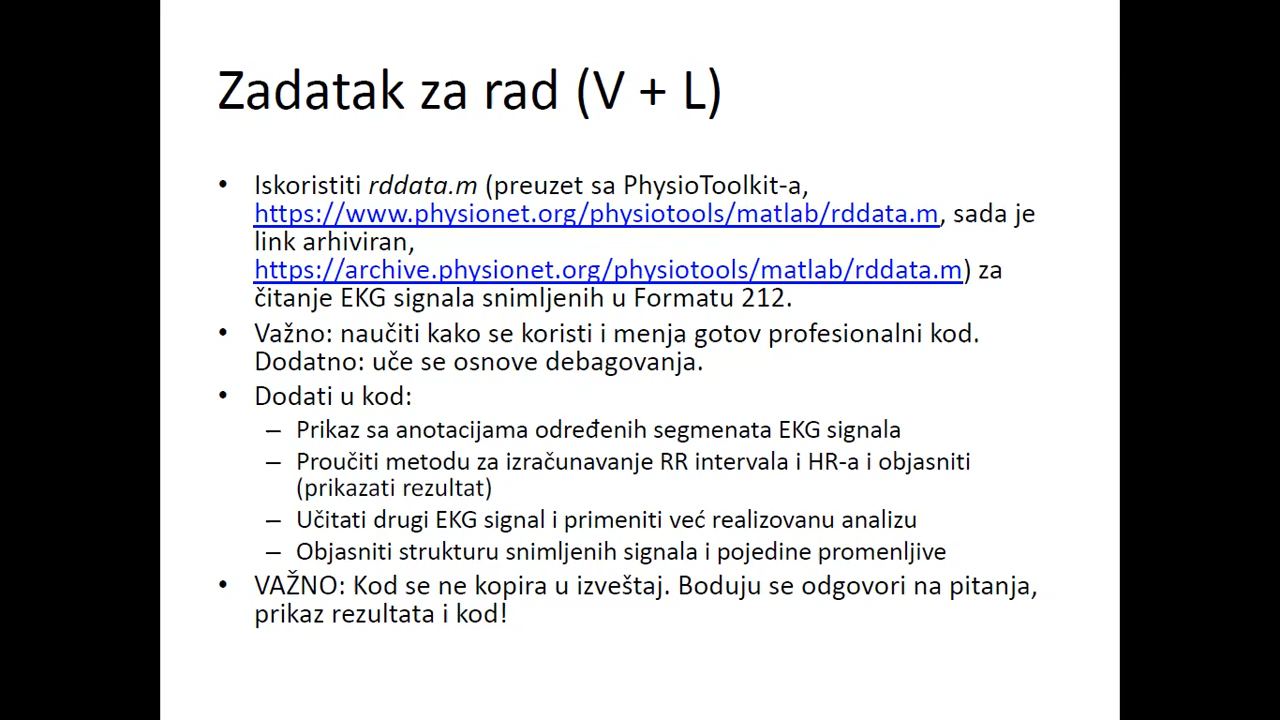 Zadatak za rad (V + L)
• Iskoristiti rddata.m (preuzet sa PhysioToolkit-a,
https://www.physionet.org/physiotools/matlab/rddata.m, sada je
link arhiviran,
https://archive.physionet.org/physiotools/matlab/rddata.m) za
čitanje EKG signala snimljenih u Formatu 212.
• Važno: naučiti kako se koristi i menja gotov profesionalni kod.
Dodatno: uče se osnove debagovanja.
• Dodati u kod:
– Prikaz sa anotacijama određenih segmenata EKG signala
– Proučiti metodu za izračunavanje RR intervala i HR-a i objasniti
(prikazati rezultat)
– Učitati drugi EKG signal i primeniti već realizovanu analizu
– Objasniti strukturu snimljenih signala i pojedine promenljive
• VAŽNO: Kod se ne kopira u izveštaj. Boduju se odgovori na pitanja,
prikaz rezultata i kod!